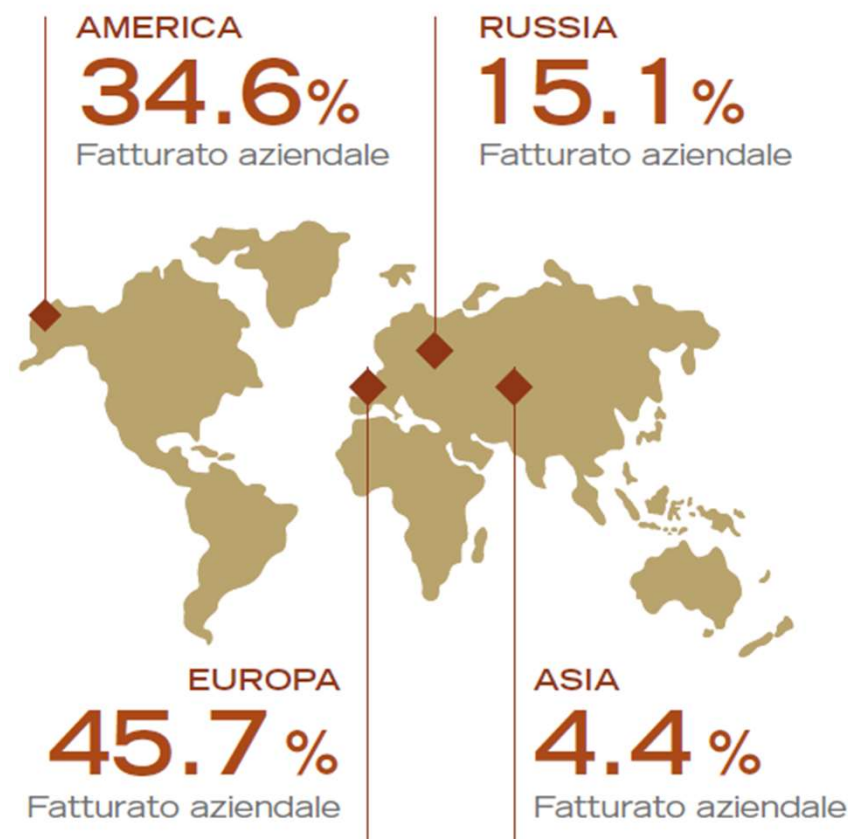 AMERICA
34.6%
Fatturato aziendale
RUSSIA
15.1%
Fatturato aziendale
EUROPA
45.7 %
Fatturato aziendale
ASIA
4.4 %
Fatturato aziendale